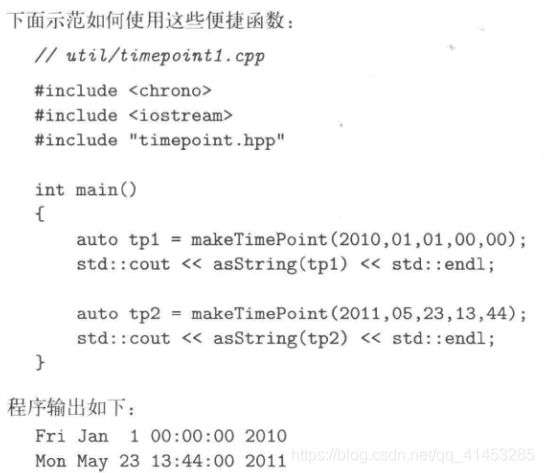 下面示范如何使用这些便捷函数：
// util/timepoint1.cpp
#include <chrono>
#include <iostream>
#include "timepoint.hpp"
int main()
{
auto tp1 = makeTimePoint(2010,01,01,00,00);
std::cout << asString(tp1) << std::endl;
auto tp2 = makeTimePoint(2011,05,23,13,44);
std::cout << asString(tp2) << std::endl;
}
程序输出如下：
Fri Jan  1 00:00:00 2010
Mon May 23 13:44:00 2011
https://blog.csdn.net/qq_41453285